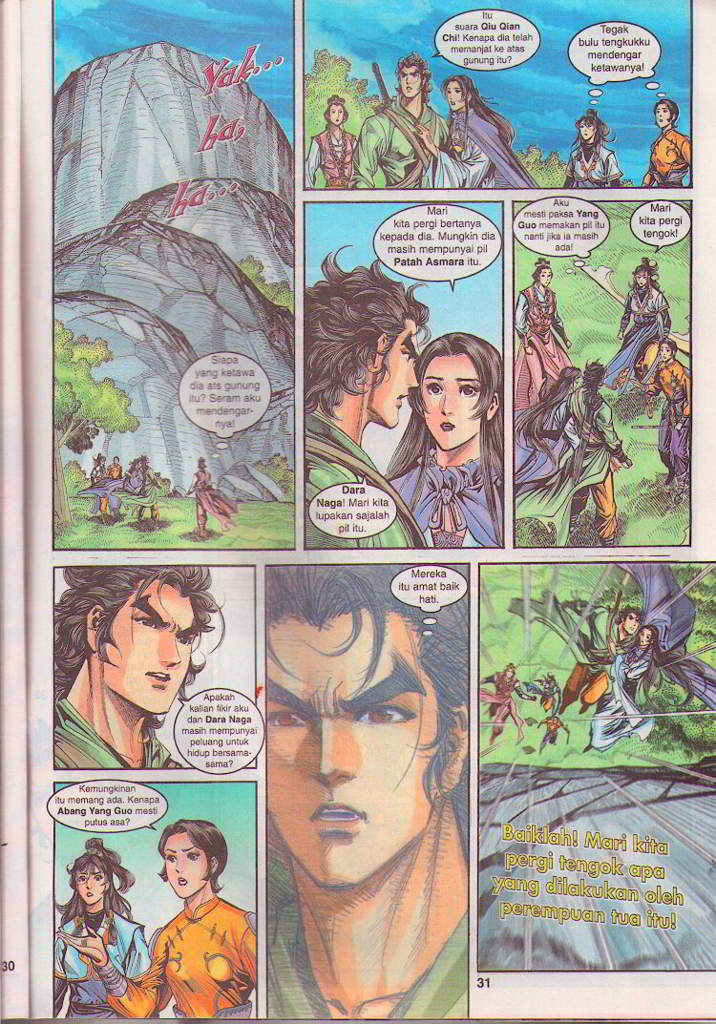 Yak...
ha,
ha...
Siapa
yang ketawa
dia ats gunung
itu? Seram aku
mendengar-
nya!
Itu
suara Qiu Qian
Chi! Kenapa dia telah
memanjat ke atas
gunung itu?
Tegak
bulu tengkukku
mendengar
ketawanya!
Mari
kita pergi bertanya
kepada dia. Mungkin dia
masih mempunyai pil
Patah Asmara itu.
Dara
Naga! Mari kita
lupakan sajalah
pil itu.
Aku
mesti paksa Yang
Guo memakan pil itu
nanti jika ia masih
ada!
Mari
kita pergi
tengok!
Apakah
kalian fikir aku
dan Dara Naga
masih mempunyai
peluang untuk
hidup bersama-
sama?
Kemungkinan
itu memang ada. Kenapa
Abang Yang Guo mesti
putus asa?
Mereka
itu amat baik
hati.
Baiklah! Mari kita
pergi tengok apa
yang dilakukan oleh
perempuan tua itu!
30
31